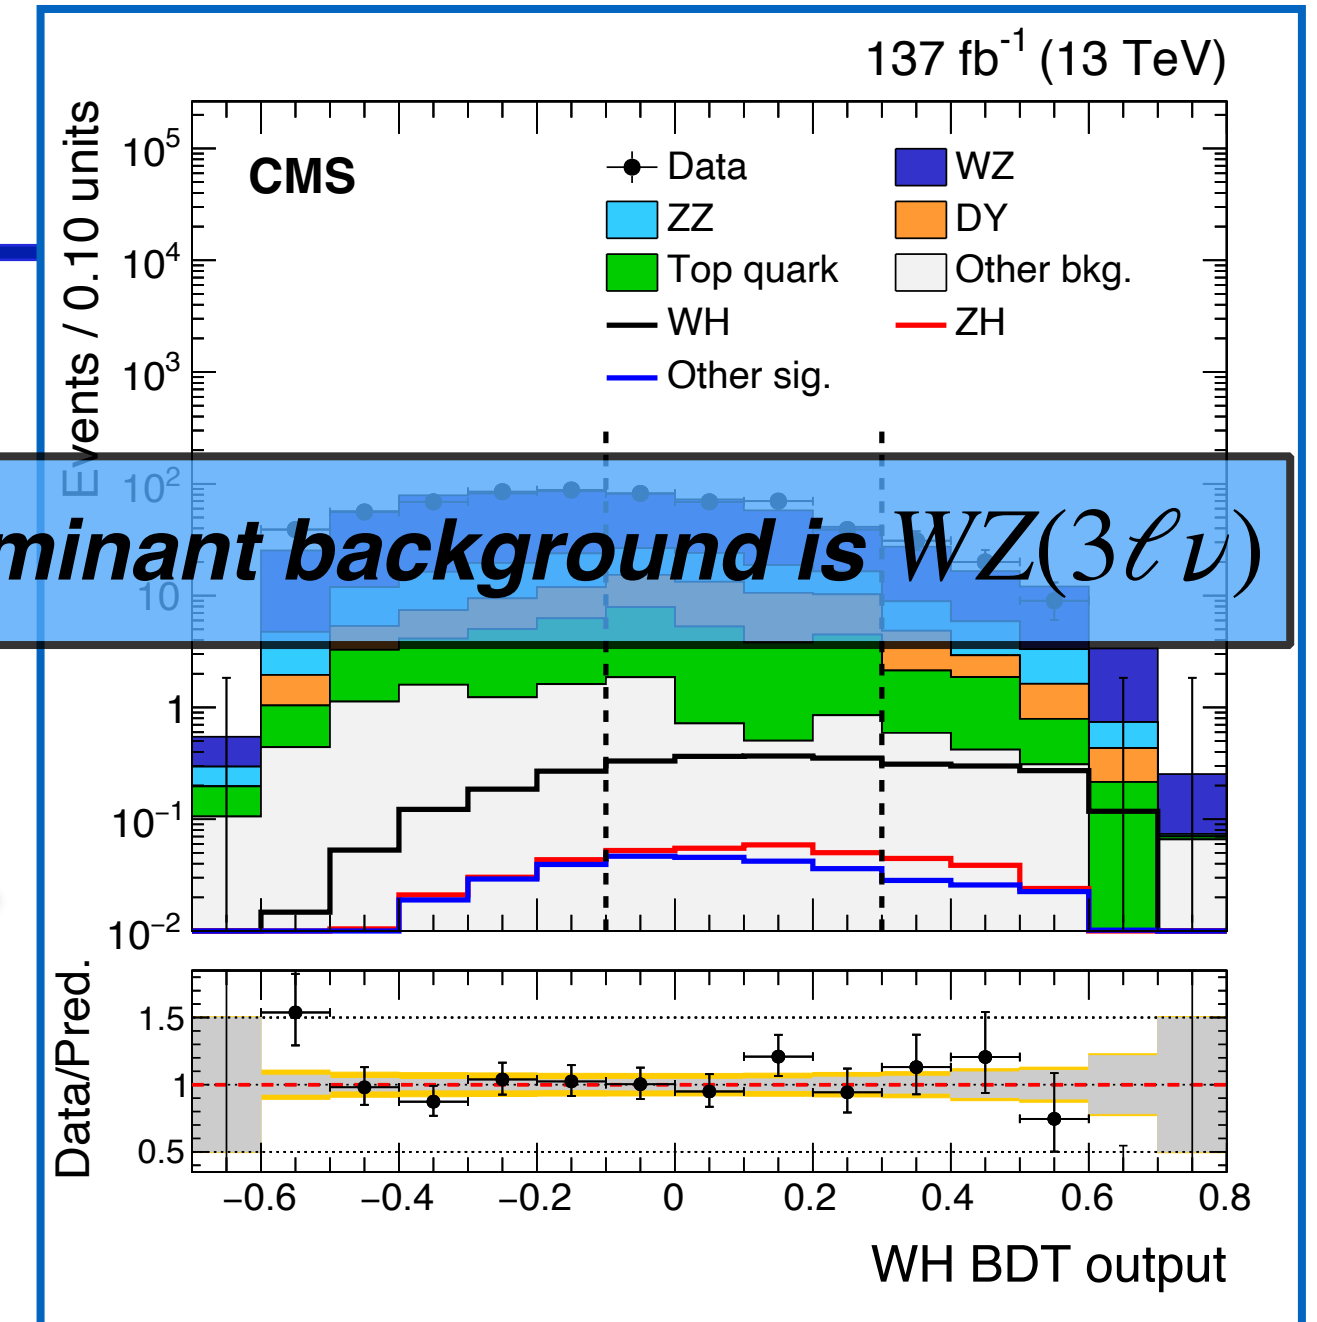 137 fb⁻¹ (13 TeV)
Events / 0.10 units
10⁵
10⁴
10³
10²
10
1
10⁻¹
10⁻²
CMS
Data
WZ
ZZ
DY
Top quark
Other bkg.
WH
ZH
Other sig.
minant background is WZ(3ℓν)
Data/Pred.
1.5
1
0.5
−0.6 −0.4 −0.2 0 0.2 0.4 0.6 0.8
WH BDT output